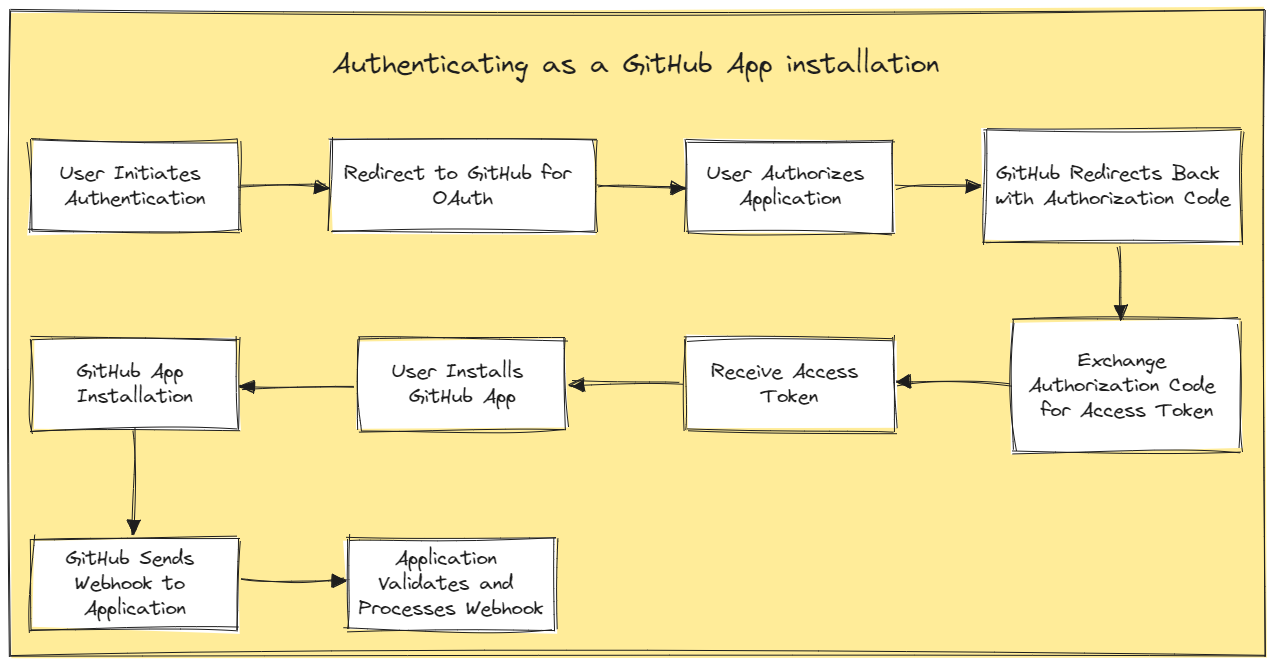 Authenticating as a GitHub App installation
User Initiates
Authentication
Redirect to GitHub for
OAuth
User Authorizes
Application
GitHub Redirects Back
with Authorization Code
Exchange
Authorization Code
for Access Token
Receive Access
Token
User Installs
GitHub App
GitHub App
Installation
GitHub Sends
Webhook to
Application
Application
Validates and
Processes Webhook